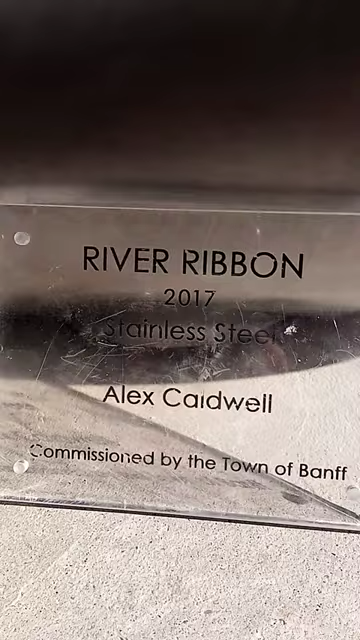 RIVER RIBBON
2017
Stainless Steel
Alex Caldwell
Commissioned by the Town of Banff